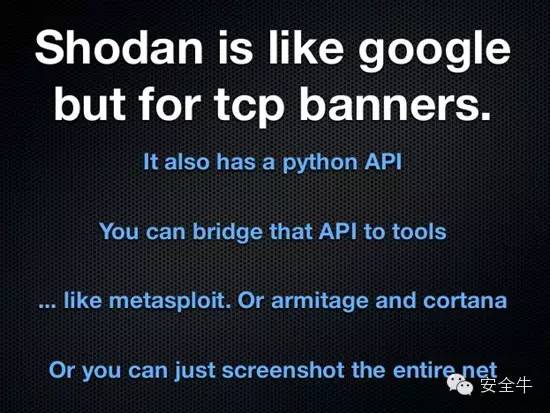 Shodan is like google
but for tcp banners.
It also has a python API
You can bridge that API to tools
... like metasploit. Or armitage and cortana
Or you can just screenshot the entire net
安全牛